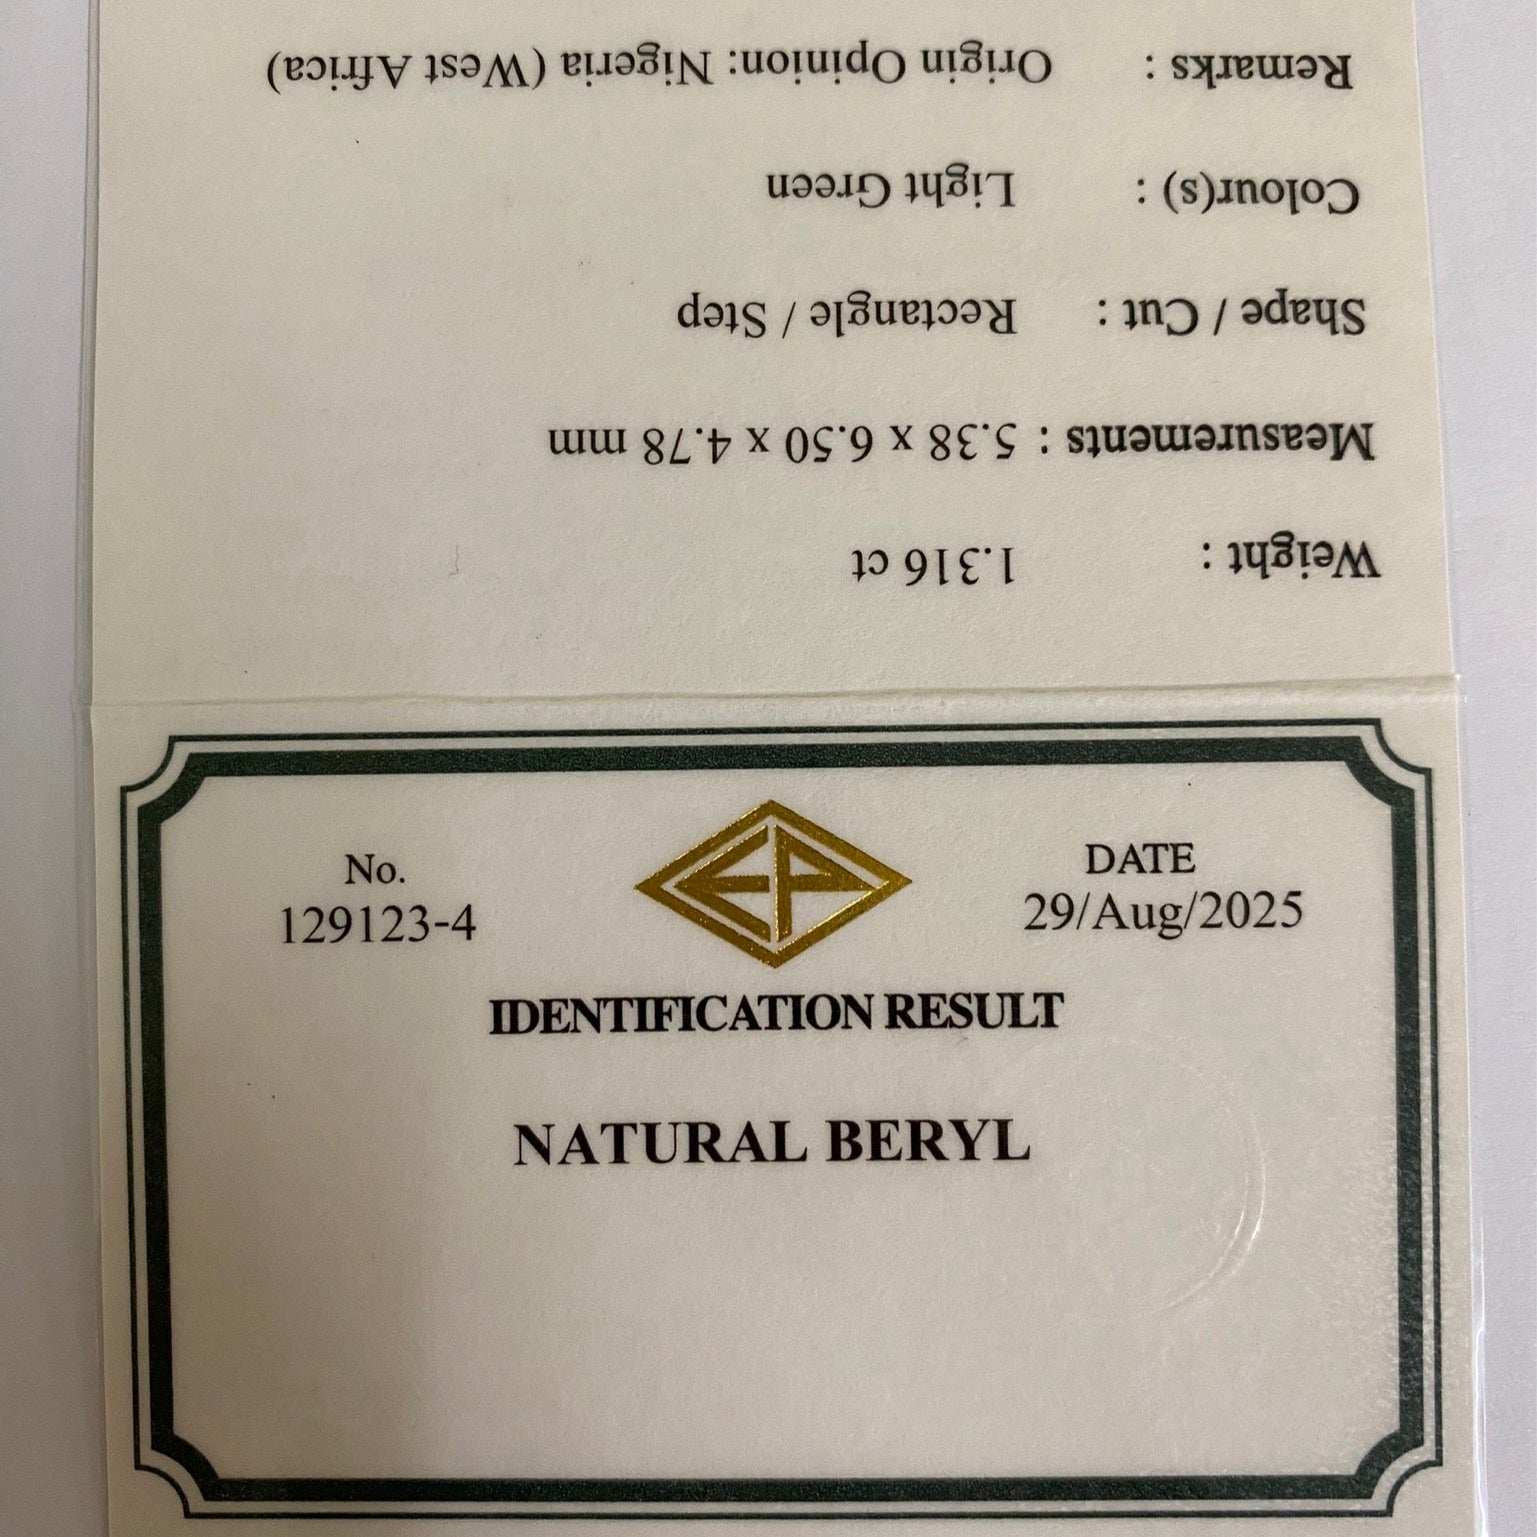 Weight : 1.316 ct
Measurements : 5.38 x 6.50 x 4.78 mm
Shape / Cut : Rectangle / Step
Colour(s) : Light Green
Remarks : Origin Opinion: Nigeria (West Africa)
No. EP DATE
129123-4 29/Aug/2025
IDENTIFICATION RESULT
NATURAL BERYL